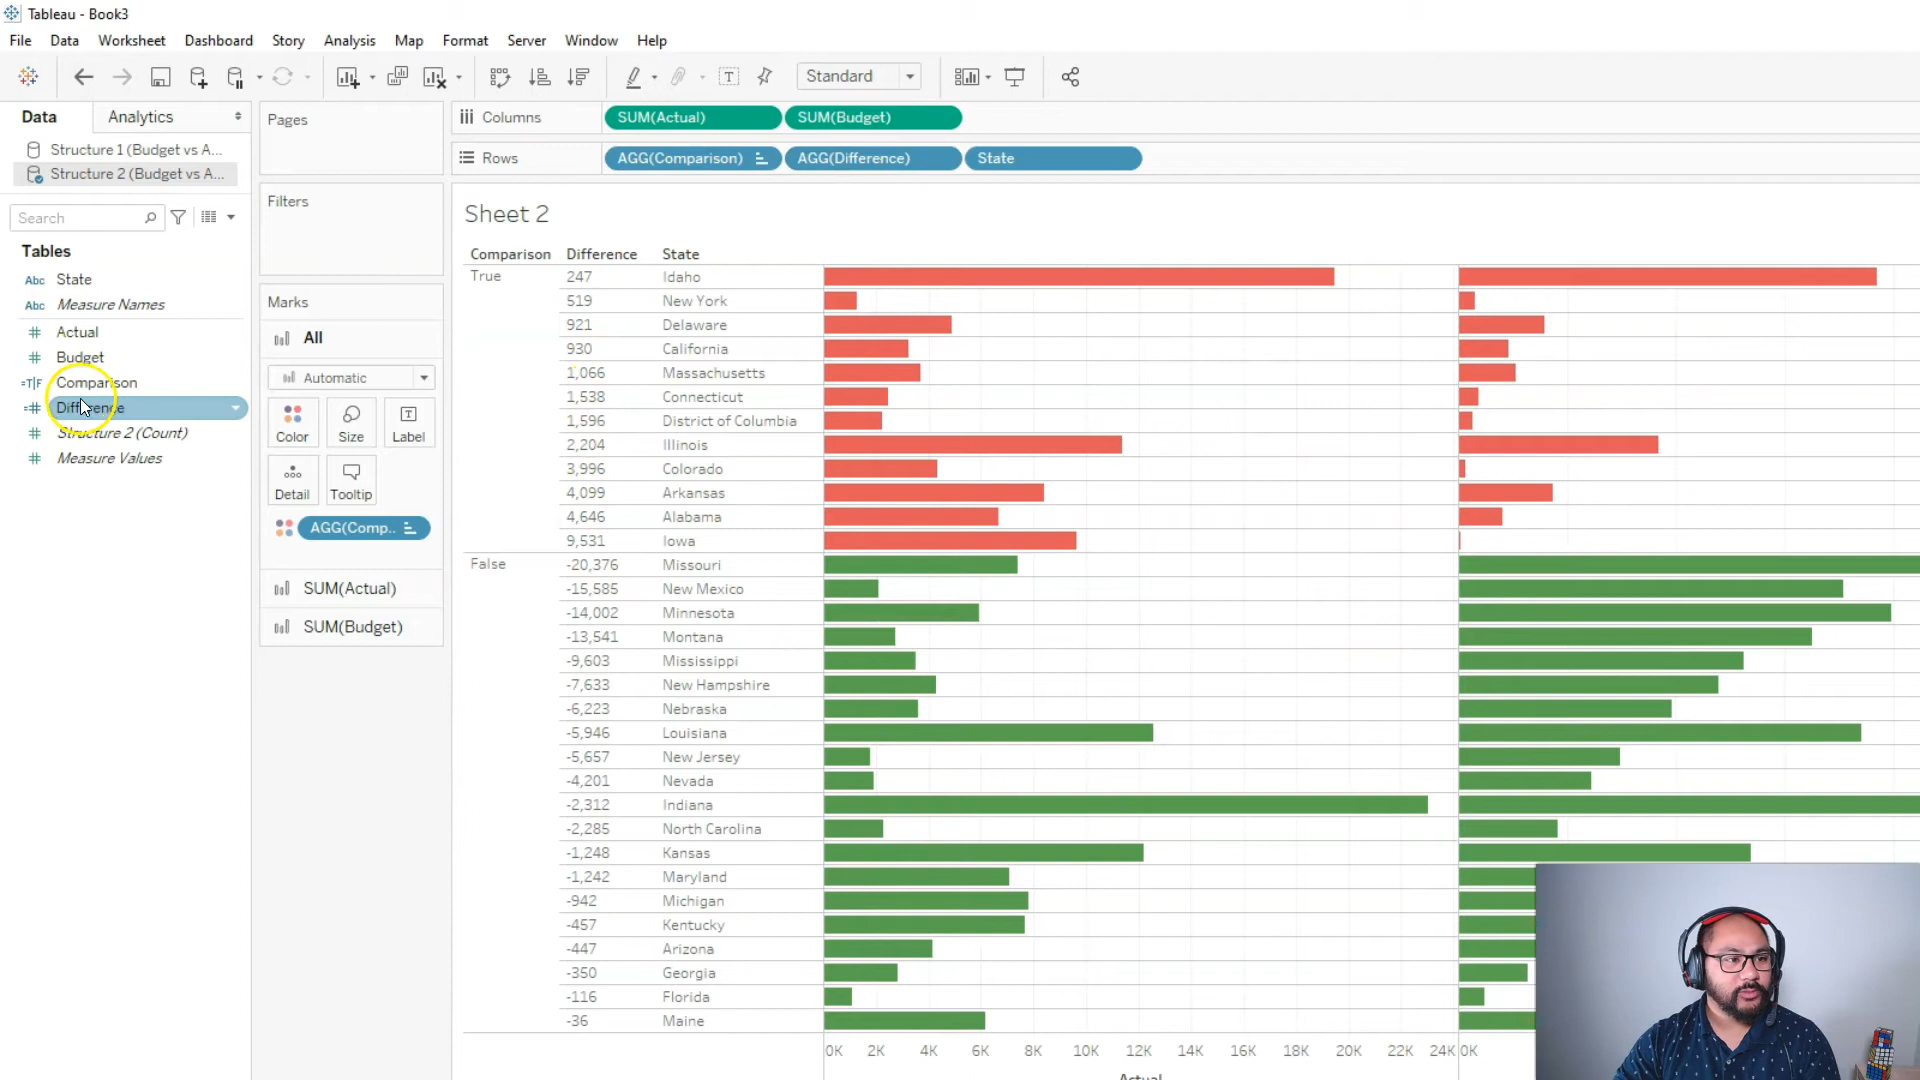 Tableau - Book3
File Data Worksheet Dashboard Story Analysis Map Format Server Window Help
Standard
Data Analytics
Structure 1 (Budget vs A...
Structure 2 (Budget vs A...
Search
Tables
Abc State
Abc Measure Names
# Actual
# Budget
=T|F Comparison
=# Difference
# Structure 2 (Count)
# Measure Values
Pages
Filters
Marks
All
Automatic
Color Size Label
Detail Tooltip
AGG(Comp..
SUM(Actual)
SUM(Budget)
Columns SUM(Actual) SUM(Budget)
Rows AGG(Comparison) AGG(Difference) State
Sheet 2
Comparison Difference State
True 247 Idaho
519 New York
921 Delaware
930 California
1,066 Massachusetts
1,538 Connecticut
1,596 District of Columbia
2,204 Illinois
3,996 Colorado
4,099 Arkansas
4,646 Alabama
9,531 Iowa
False -20,376 Missouri
-15,585 New Mexico
-14,002 Minnesota
-13,541 Montana
-9,603 Mississippi
-7,633 New Hampshire
-6,223 Nebraska
-5,946 Louisiana
-5,657 New Jersey
-4,201 Nevada
-2,312 Indiana
-2,285 North Carolina
-1,248 Kansas
-1,242 Maryland
-942 Michigan
-457 Kentucky
-447 Arizona
-350 Georgia
-116 Florida
-36 Maine
0K 2K 4K 6K 8K 10K 12K 14K 16K 18K 20K 22K 24K 0K
Actual